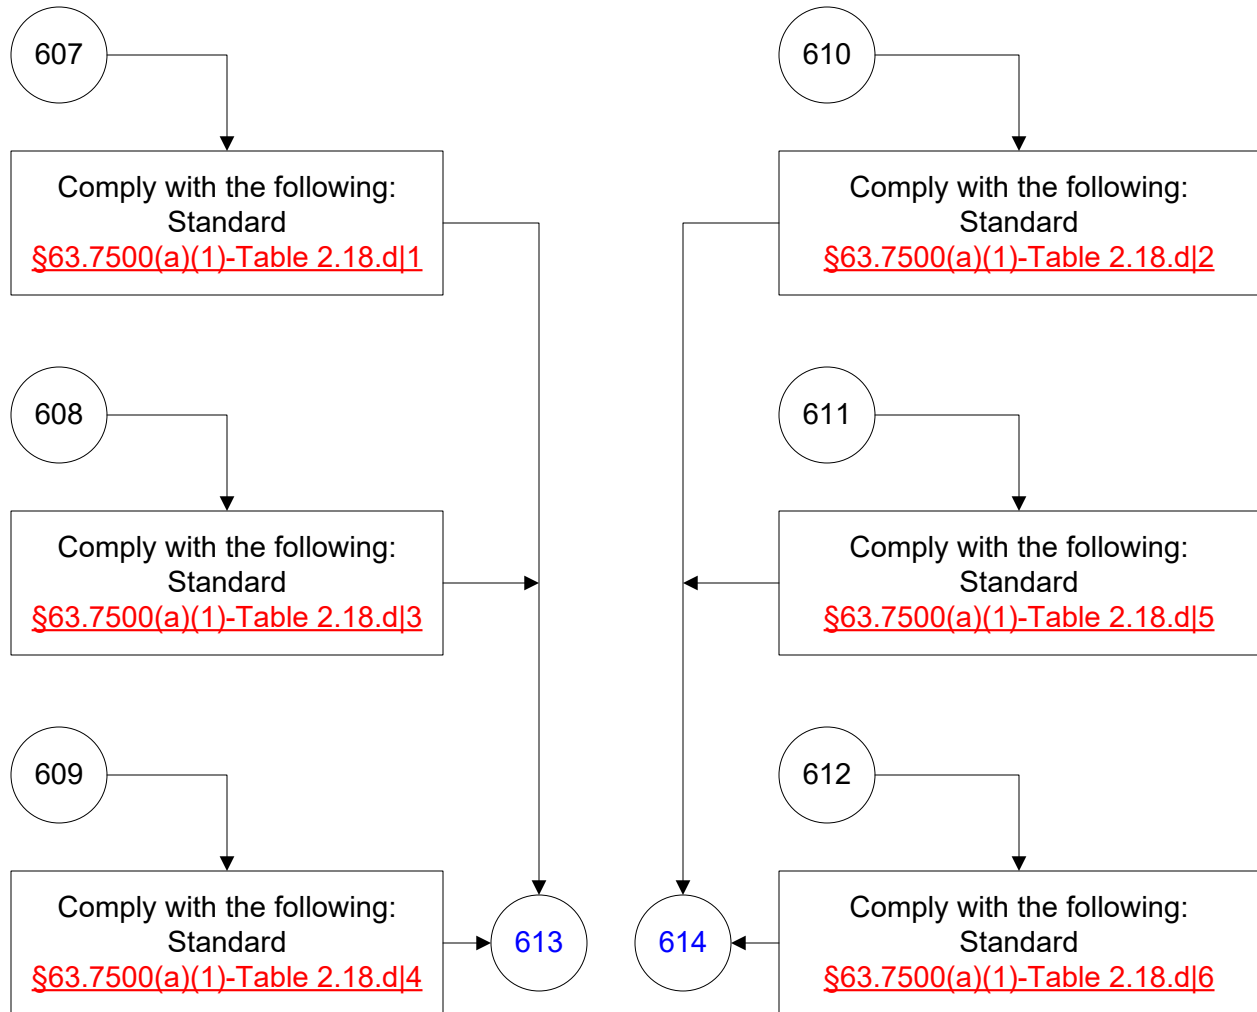 607
Comply with the following:
Standard
§63.7500(a)(1)-Table 2.18.d|1
610
Comply with the following:
Standard
§63.7500(a)(1)-Table 2.18.d|2
608
Comply with the following:
Standard
§63.7500(a)(1)-Table 2.18.d|3
611
Comply with the following:
Standard
§63.7500(a)(1)-Table 2.18.d|5
609
Comply with the following:
Standard
§63.7500(a)(1)-Table 2.18.d|4
613
614
612
Comply with the following:
Standard
§63.7500(a)(1)-Table 2.18.d|6